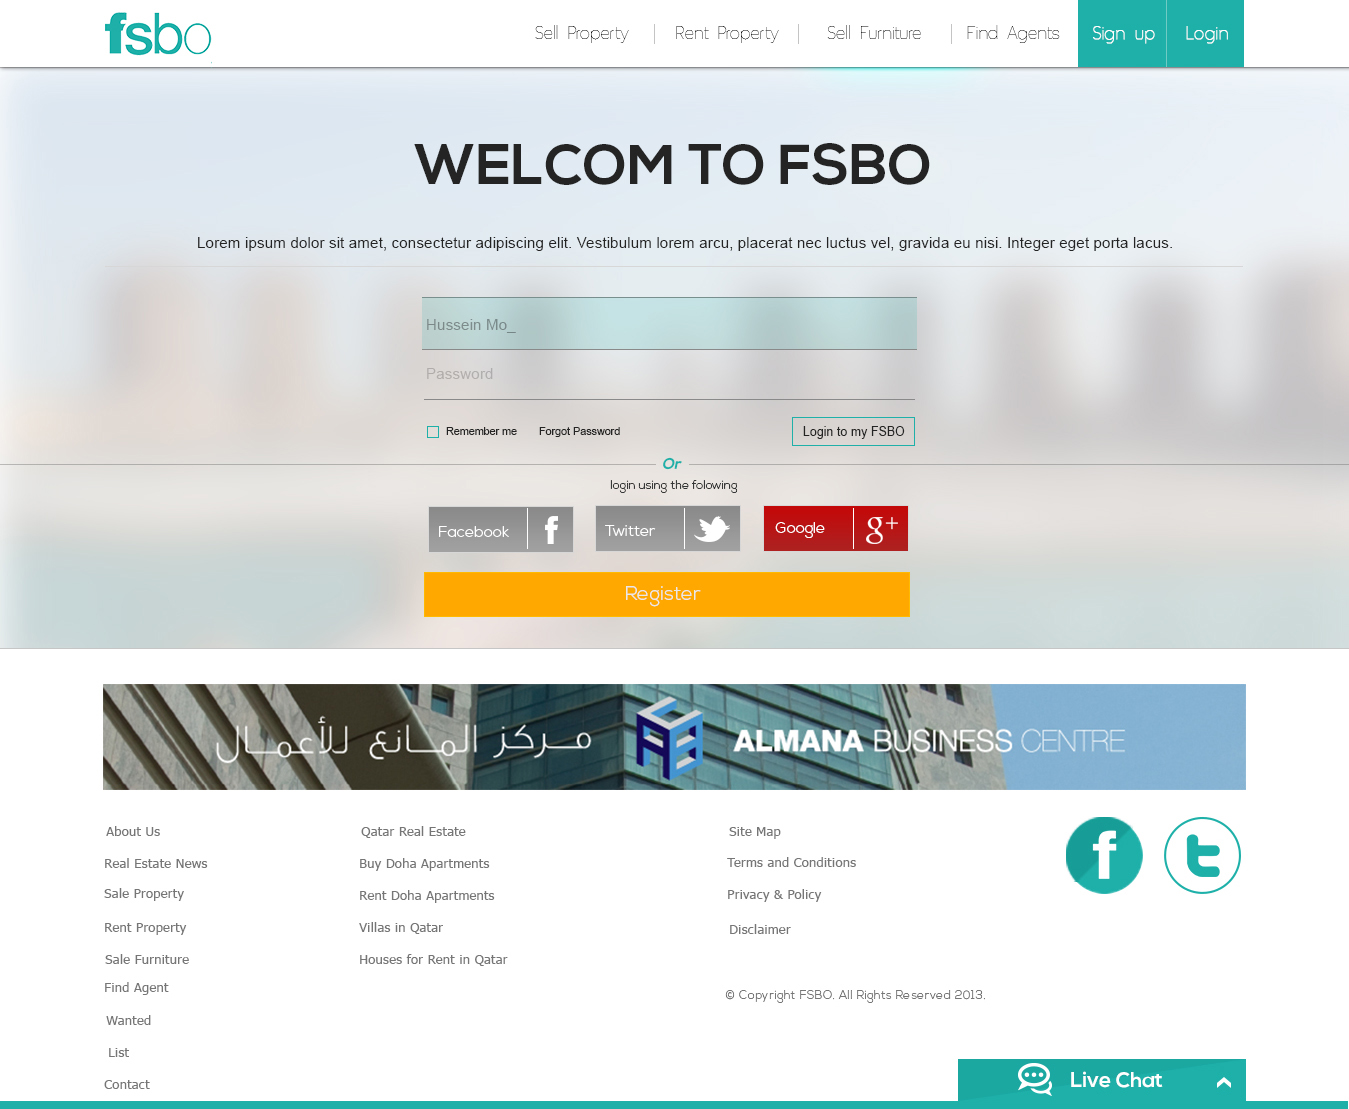 fsbo
Sell Property
Rent Property
Sell Furniture
Find Agents
Sign up
Login
WELCOM TO FSBO
Lorem ipsum dolor sit amet, consectetur adipiscing elit. Vestibulum lorem arcu, placerat nec luctus vel, gravida eu nisi. Integer eget porta lacus.
Hussein Mo_
Password
Remember me
Forgot Password
Login to my FSBO
Or
login using the folowing
Facebook
f
Twitter
Google
g+
Register
مركز المانع للأعمال
ALMANA BUSINESS CENTRE
About Us
Real Estate News
Sale Property
Rent Property
Sale Furniture
Find Agent
Wanted
List
Contact
Qatar Real Estate
Buy Doha Apartments
Rent Doha Apartments
Villas in Qatar
Houses for Rent in Qatar
Site Map
Terms and Conditions
Privacy & Policy
Disclaimer
© Copyright FSBO. All Rights Reserved 2013.
f
t
Live Chat